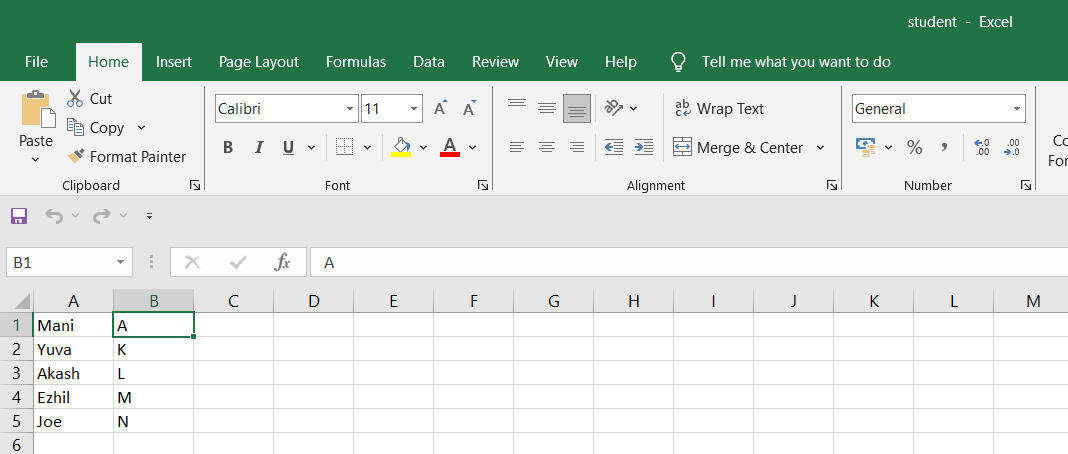 student - Excel
File Home Insert Page Layout Formulas Data Review View Help Tell me what you want to do
Cut
Copy
Format Painter
Paste
Clipboard
Calibri 11 A A
B I U A
Font
ab Wrap Text
Merge & Center
Alignment
General
% , .00 .0
Number
B1 fx A
A B C D E F G H I J K L M
1 Mani A
2 Yuva K
3 Akash L
4 Ezhil M
5 Joe N
6